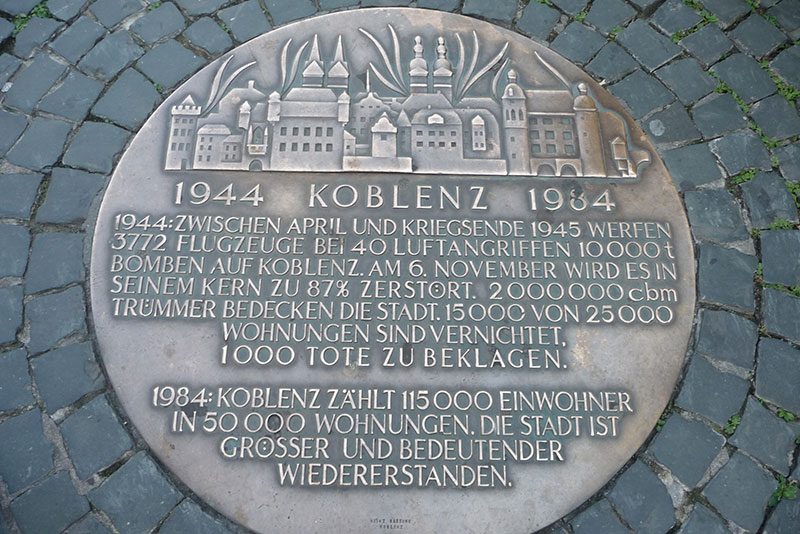 1944 KOBLENZ 1984
1944: ZWISCHEN APRIL UND KRIEGSENDE 1945 WERFEN
3772 FLUGZEUGE BEI 40 LUFTANGRIFFEN 10000 t
BOMBEN AUF KOBLENZ. AM 6. NOVEMBER WIRD ES IN
SEINEM KERN ZU 87% ZERSTÖRT. 2000000 cbm
TRÜMMER BEDECKEN DIE STADT. 15000 VON 25000
WOHNUNGEN SIND VERNICHTET,
1000 TOTE ZU BEKLAGEN.
1984: KOBLENZ ZÄHLT 115000 EINWOHNER
IN 50000 WOHNUNGEN. DIE STADT IST
GRÖSSER UND BEDEUTENDER
WIEDERERSTANDEN.